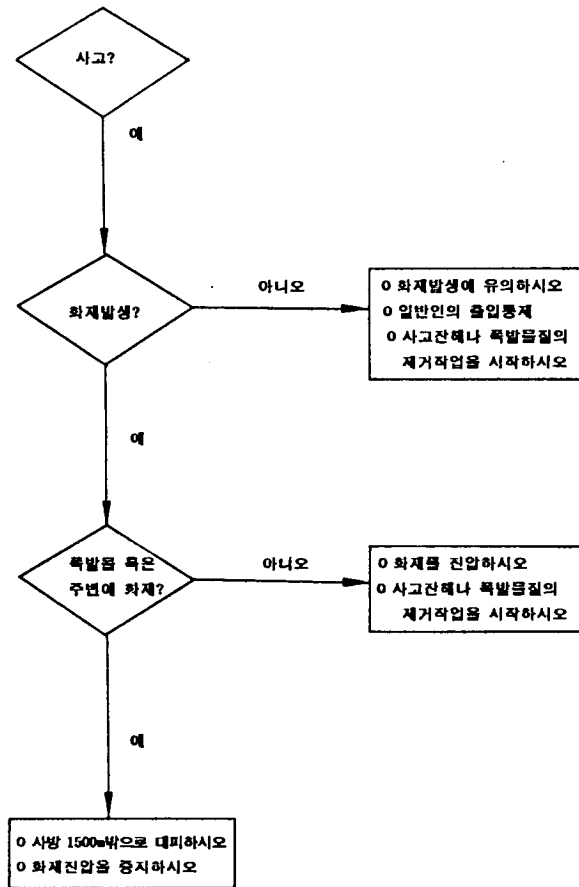 사고?
예
화재발생?
아니오
o 화재발생에 유의하시오
o 일반인의 출입통제
o 사고잔해나 폭발물질의
제거작업을 시작하시오
예
폭발물 혹은
주변에 화재?
아니오
o 화재를 진압하시오
o 사고잔해나 폭발물질의
제거작업을 시작하시오
예
o 사방 1500m밖으로 대피하시오
o 화재진압을 중지하시오